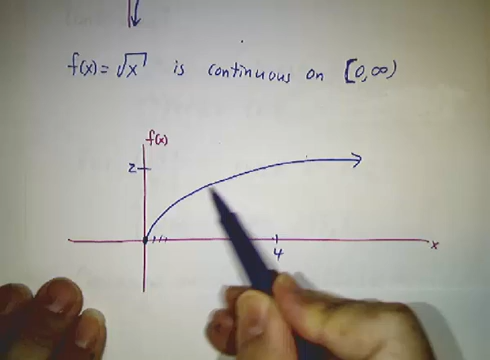 f(x) = √x is continuous on [0, ∞)
f(x)
2
4
x